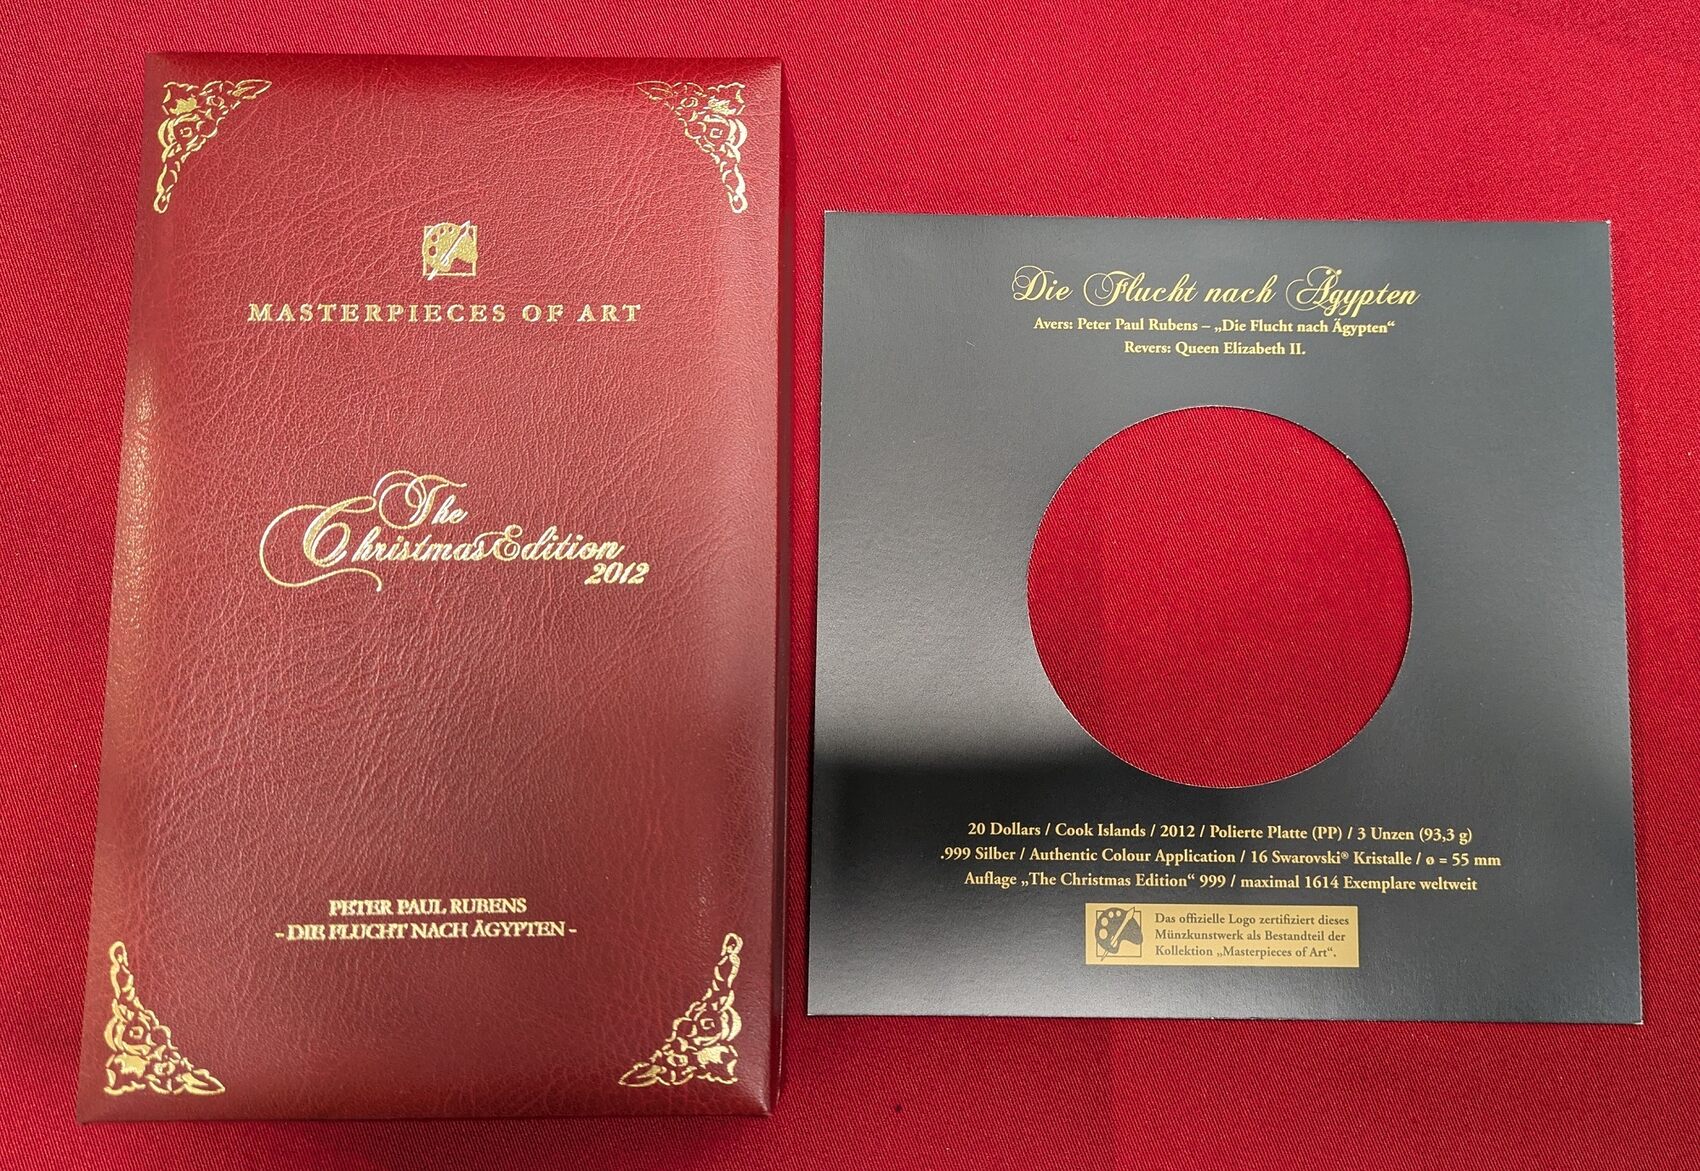 MASTERPIECES OF ART
The
Christmas Edition
2012
PETER PAUL RUBENS
- DIE FLUCHT NACH ÄGYPTEN -
Die Flucht nach Ägypten
Avers: Peter Paul Rubens – „Die Flucht nach Ägypten“
Revers: Queen Elizabeth II.
20 Dollars / Cook Islands / 2012 / Polierte Platte (PP) / 3 Unzen (93,3 g)
.999 Silber / Authentic Colour Application / 16 Swarovski® Kristalle / ø = 55 mm
Auflage „The Christmas Edition“ 999 / maximal 1614 Exemplare weltweit
Das offizielle Logo zertifiziert dieses
Münzkunstwerk als Bestandteil der
Kollektion „Masterpieces of Art“.